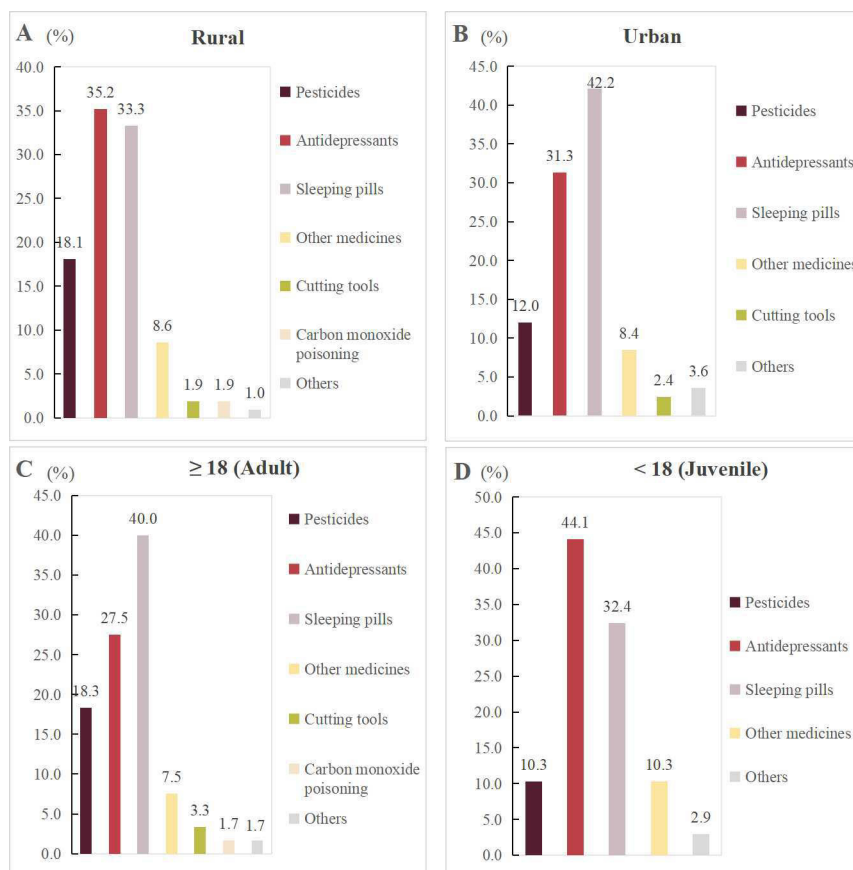 A (%) Rural
40.0
35.0
30.0
25.0
20.0
15.0
10.0
5.0
0.0
18.1
35.2
33.3
8.6
1.9
1.9
1.0
Pesticides
Antidepressants
Sleeping pills
Other medicines
Cutting tools
Carbon monoxide
poisoning
Others
B (%) Urban
45.0
40.0
35.0
30.0
25.0
20.0
15.0
10.0
5.0
0.0
12.0
31.3
42.2
8.4
2.4
3.6
Pesticides
Antidepressants
Sleeping pills
Other medicines
Cutting tools
Others
C (%) ≥ 18 (Adult)
45.0
40.0
35.0
30.0
25.0
20.0
15.0
10.0
5.0
0.0
18.3
27.5
40.0
7.5
3.3
1.7
1.7
Pesticides
Antidepressants
Sleeping pills
Other medicines
Cutting tools
Carbon monoxide
poisoning
Others
D (%) < 18 (Juvenile)
50.0
45.0
40.0
35.0
30.0
25.0
20.0
15.0
10.0
5.0
0.0
10.3
44.1
32.4
10.3
2.9
Pesticides
Antidepressants
Sleeping pills
Other medicines
Others